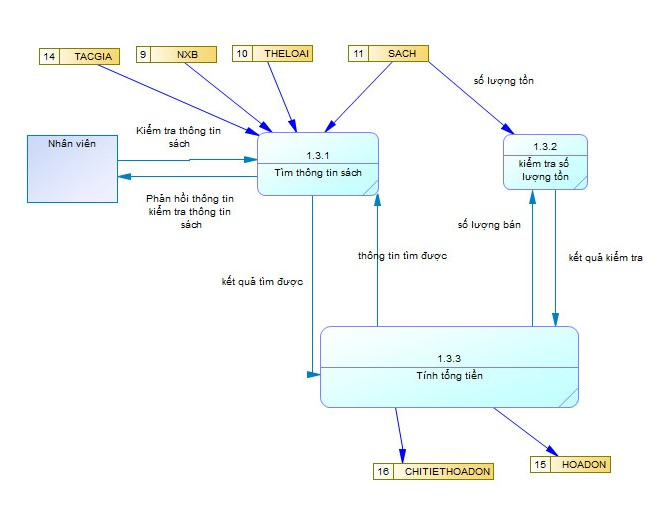 14 TACGIA
9 NXB
10 THELOAI
11 SACH
số lượng tồn
Nhân viên
Kiểm tra thông tin
sách
1.3.1
Tìm thông tin sách
1.3.2
kiểm tra số
lượng tồn
Phản hồi thông tin
kiểm tra thông tin
sách
số lượng bán
thông tin tìm được
kết quả kiểm tra
kết quả tìm được
1.3.3
Tính tổng tiền
16 CHITIETHOADON
15 HOADON